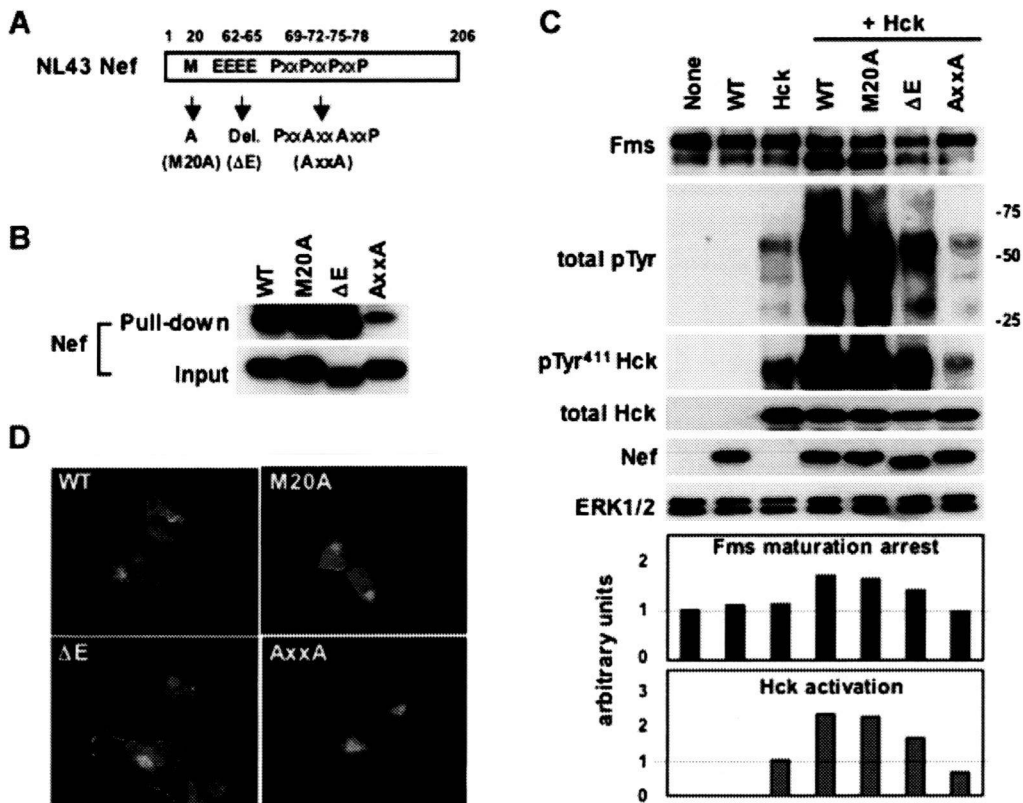 A
1 20 62-65 69-72-75-78 206
NL43 Nef M EEEE PxxPxxPxxP
A Del. PxxAxxAxxP
(M20A) (ΔE) (AxxA)
B
WT M20A ΔE AxxA
Nef
Pull-down
Input
C
+ Hck
None WT Hck WT M20A ΔE AxxA
Fms
total pTyr
-75
-50
-25
pTyr411 Hck
total Hck
Nef
ERK1/2
Fms maturation arrest
2
1
0
Hck activation
3
2
1
0
arbitrary units
D
WT
M20A
ΔE
AxxA